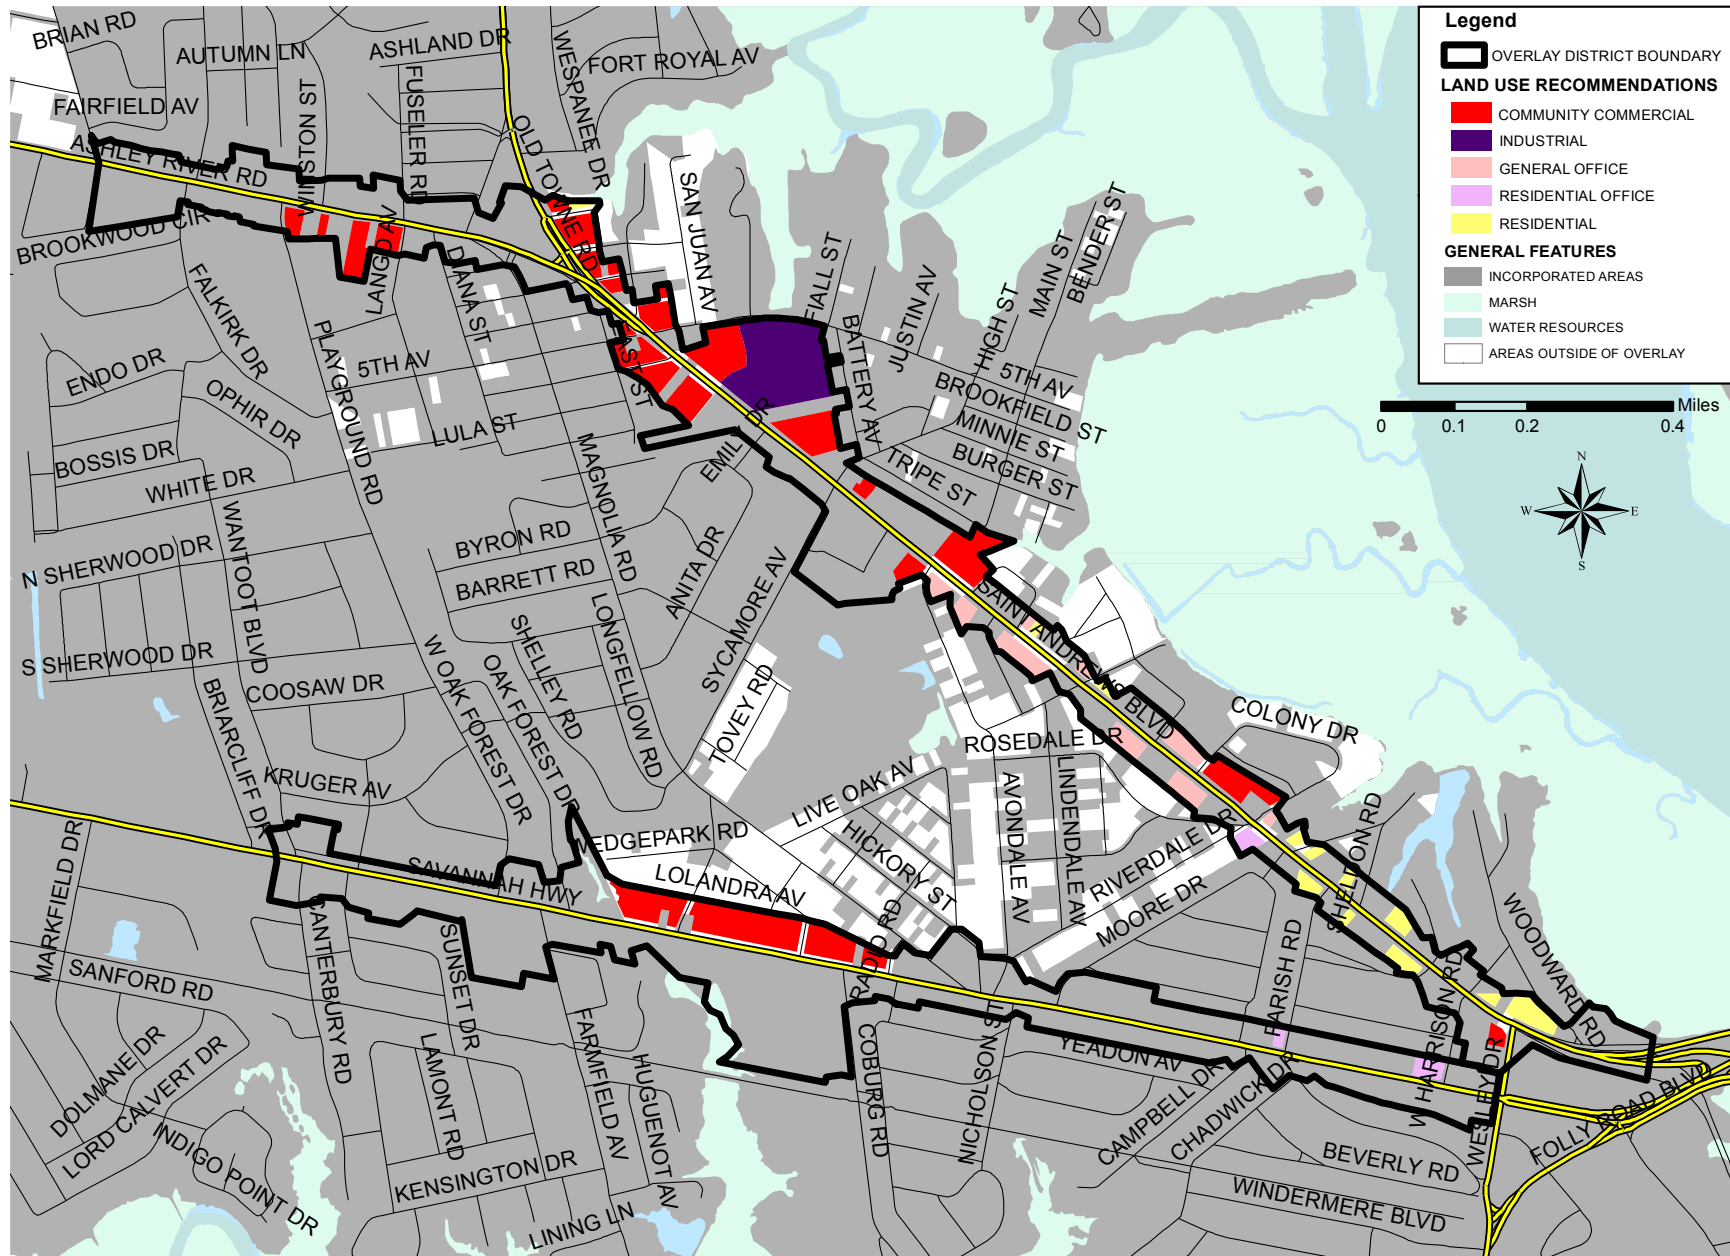 Legend
OVERLAY DISTRICT BOUNDARY
LAND USE RECOMMENDATIONS
COMMUNITY COMMERCIAL
INDUSTRIAL
GENERAL OFFICE
RESIDENTIAL OFFICE
RESIDENTIAL
GENERAL FEATURES
INCORPORATED AREAS
MARSH
WATER RESOURCES
AREAS OUTSIDE OF OVERLAY
Miles
0 0.1 0.2 0.4
N
W E
S
BRIAN RD
AUTUMN LN
ASHLAND DR
WESPANEE DR
FORT ROYAL AV
FAIRFIELD AV
WINSTON ST
FUSELER RD
OLD TOWNE RD
ASHLEY RIVER RD
SAN JUAN AV
BROOKWOOD CIR
LANGO AV
DIANA ST
FALKIRK DR
PLAYGROUND RD
5TH AV
ENDO DR
OPHIR DR
LULA ST
EAST ST
EMILY DR
BATTERY AV
JUSTIN AV
HIGH ST
MAIN ST
BENDER ST
5TH AV
BROOKFIELD ST
MINNIE ST
BURGER ST
TRIPE ST
BOSSIS DR
WHITE DR
WANTOOT BLVD
MAGNOLIA RD
BYRON RD
BARRETT RD
ANITA DR
SYCAMORE AV
N SHERWOOD DR
S SHERWOOD DR
COOSAW DR
BRIARCLIFF DR
KRUGER AV
W OAK FOREST DR
OAK FOREST DR
SHELLEY RD
LONGFELLOW RD
TOVEY RD
SAINT ANDREWS BLVD
COLONY DR
ROSEDALE DR
LIVE OAK AV
HICKORY ST
AVONDALE AV
LINDENDALE AV
RIVERDALE DR
MOORE DR
SHELDON RD
WOODWARD RD
WEDGEPARK RD
LOLANDRA AV
SAVANNAH HWY
RADIO RD
MARKFIELD DR
SANFORD RD
CANTERBURY RD
SUNSET DR
LAMONT RD
FARMFIELD AV
HUGUENOT AV
COBURG RD
NICHOLSON ST
YEADON AV
PARISH RD
W HARRISON RD
WESLEY DR
CAMPBELL DR
CHADWICK DR
FOLLY ROAD BLVD
BEVERLY RD
WINDERMERE BLVD
DOLMANE DR
LORD CALVERT DR
INDIGO POINT DR
KENSINGTON DR
LINING LN